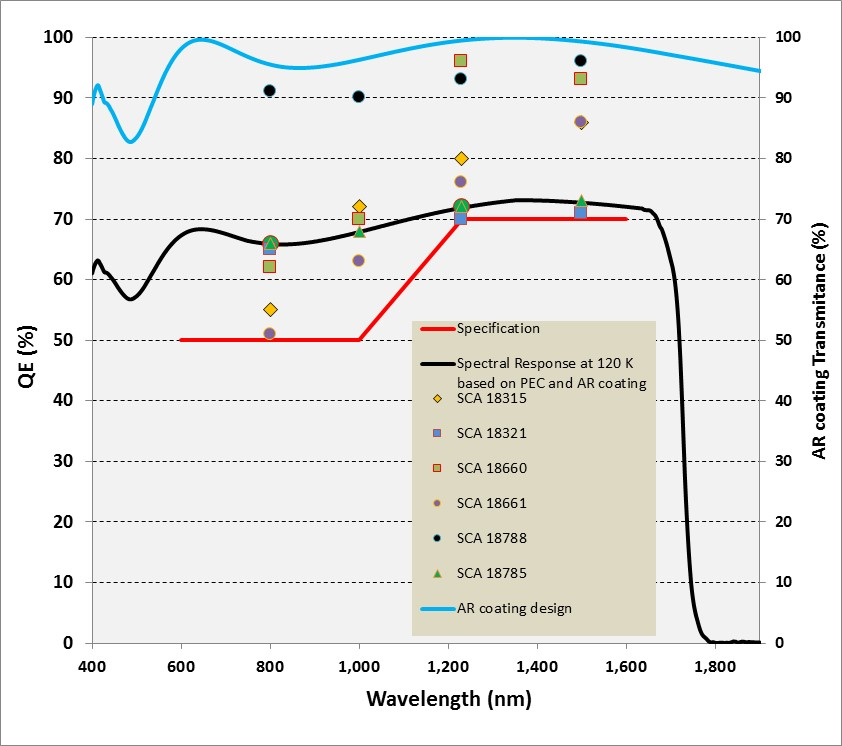 100
90
80
70
60
50
40
30
20
10
0
QE (%)
400
600
800
1,000
1,200
1,400
1,600
1,800
Wavelength (nm)
100
90
80
70
60
50
40
30
20
10
0
AR coating Transmitance (%)
Specification
Spectral Response at 120 K
based on PEC and AR coating
SCA 18315
SCA 18321
SCA 18660
SCA 18661
SCA 18788
SCA 18785
AR coating design